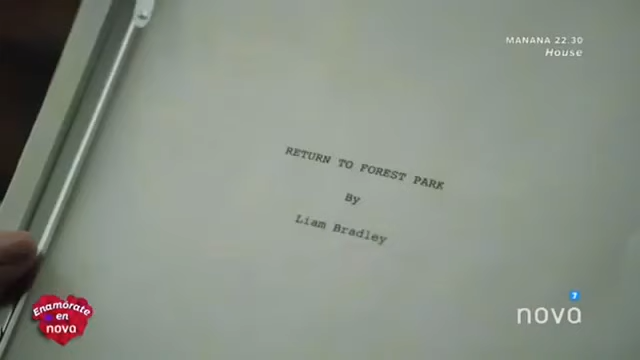 MANANA 22.30
House
RETURN TO FOREST PARK
By
Liam Bradley
Enamórate
en
nova
7
nova